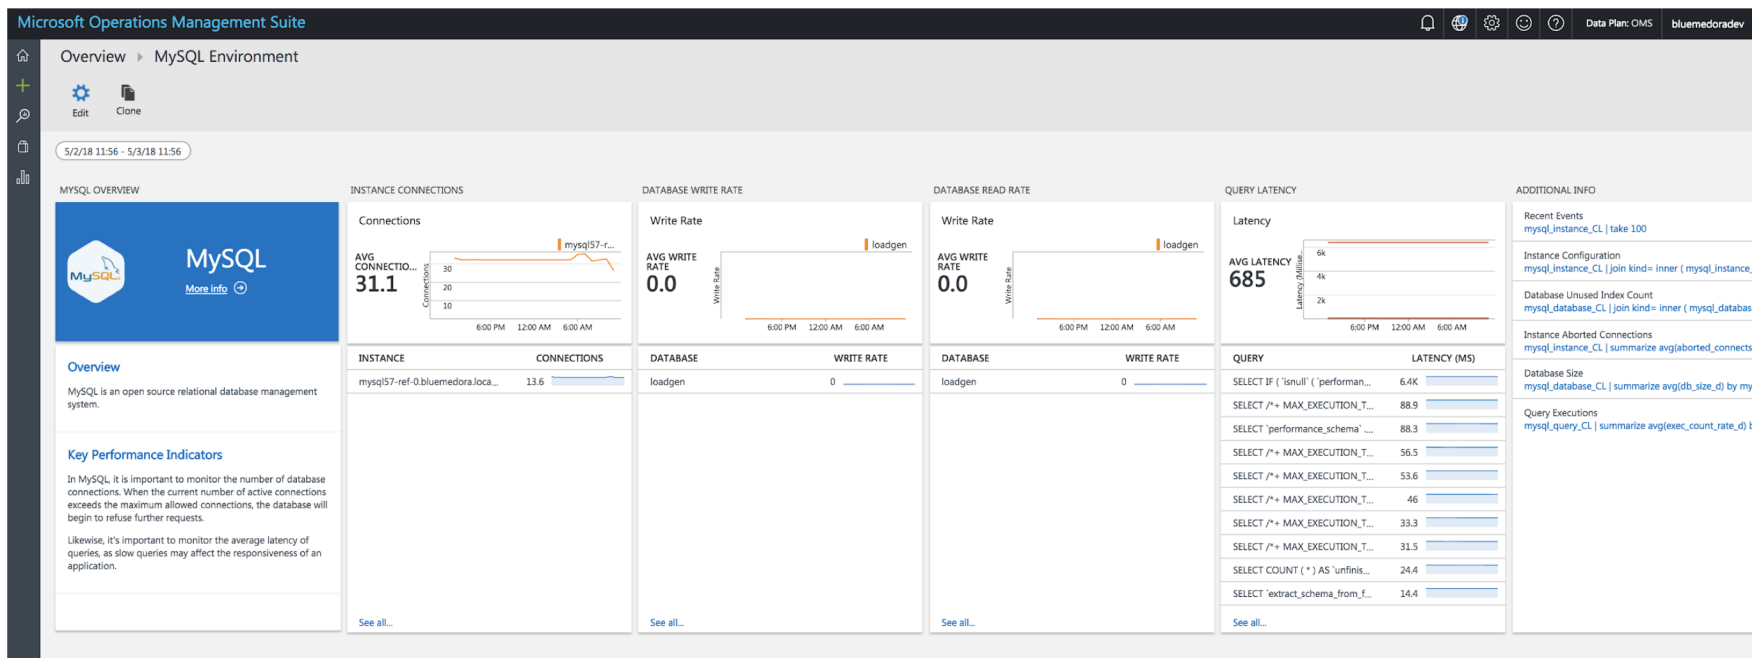 Microsoft Operations Management Suite
Data Plan: OMS
bluemedoradev
Overview
MySQL Environment
Edit
Clone
5/2/18 11:56 - 5/3/18 11:56
MYSQL OVERVIEW
MySQL
MySQL
More info
Overview
MySQL is an open source relational database management
system.
Key Performance Indicators
In MySQL, it is important to monitor the number of database
connections. When the current number of active connections
exceeds the maximum allowed connections, the database will
begin to refuse further requests.
Likewise, it's important to monitor the average latency of
queries, as slow queries may affect the responsiveness of an
application.
INSTANCE CONNECTIONS
Connections
mysql57-r...
AVG
CONNECTIO...
31.1
Connections
30
20
10
6:00 PM 12:00 AM 6:00 AM
INSTANCE CONNECTIONS
mysql57-ref-0.bluemedora.loca... 13.6
See all...
DATABASE WRITE RATE
Write Rate
loadgen
AVG WRITE
RATE
0.0
Write Rate
6:00 PM 12:00 AM 6:00 AM
DATABASE WRITE RATE
loadgen 0
See all...
DATABASE READ RATE
Write Rate
loadgen
AVG WRITE
RATE
0.0
Write Rate
6:00 PM 12:00 AM 6:00 AM
DATABASE WRITE RATE
loadgen 0
See all...
QUERY LATENCY
Latency
AVG LATENCY
685
Latency (Millise...
6k
4k
2k
6:00 PM 12:00 AM 6:00 AM
QUERY LATENCY (MS)
SELECT IF ( `isnull` ( `performan... 6.4K
SELECT /*+ MAX_EXECUTION_T... 88.9
SELECT `performance_schema` .... 88.3
SELECT /*+ MAX_EXECUTION_T... 56.5
SELECT /*+ MAX_EXECUTION_T... 53.6
SELECT /*+ MAX_EXECUTION_T... 46
SELECT /*+ MAX_EXECUTION_T... 33.3
SELECT /*+ MAX_EXECUTION_T... 31.5
SELECT COUNT ( * ) AS `unfinis... 24.4
SELECT `extract_schema_from_f... 14.4
See all...
ADDITIONAL INFO
Recent Events
mysql_instance_CL | take 100
Instance Configuration
mysql_instance_CL | join kind= inner ( mysql_instance_
Database Unused Index Count
mysql_database_CL | join kind= inner ( mysql_databas
Instance Aborted Connections
mysql_instance_CL | summarize avg(aborted_connects
Database Size
mysql_database_CL | summarize avg(db_size_d) by my
Query Executions
mysql_query_CL | summarize avg(exec_count_rate_d) b